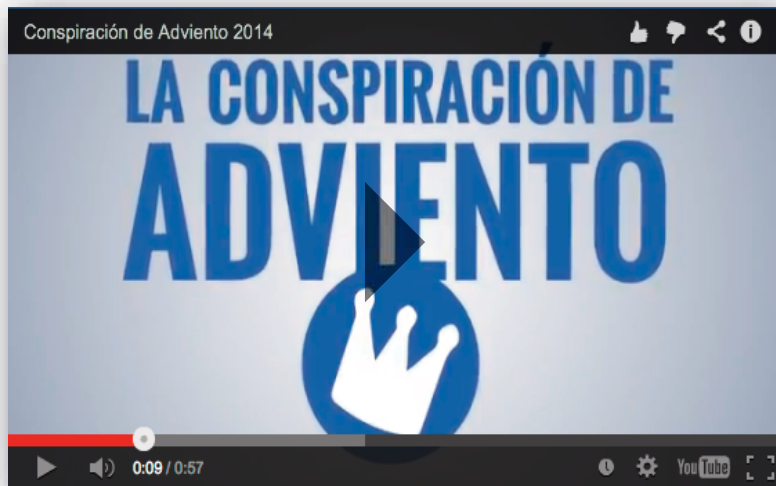 Conspiración de Adviento 2014
LA CONSPIRACIÓN DE
ADVIENTO
0:09 / 0:57
YouTube